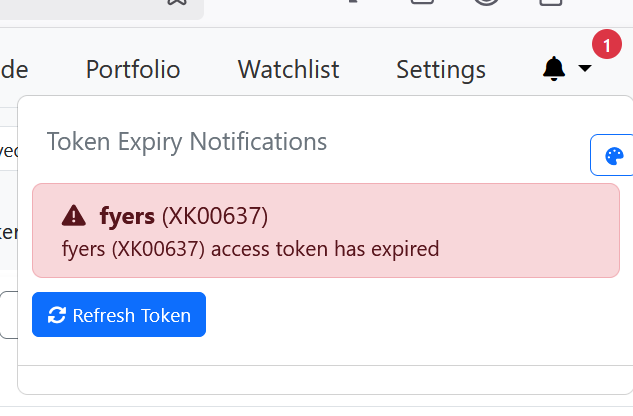 de Portfolio Watchlist Settings 1
Token Expiry Notifications
fyers (XK00637)
fyers (XK00637) access token has expired
Refresh Token